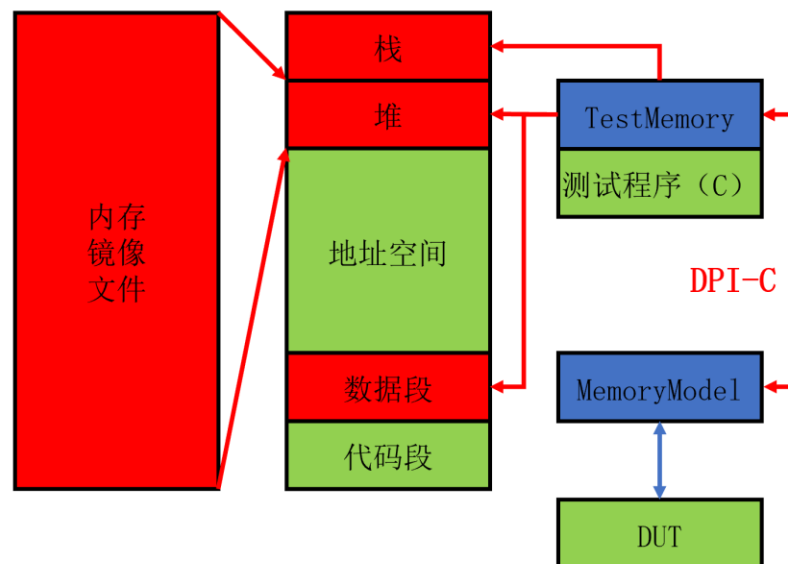 内存
镜像
文件
栈
堆
地址空间
数据段
代码段
TestMemory
测试程序（C）
DPI-C
MemoryModel
DUT